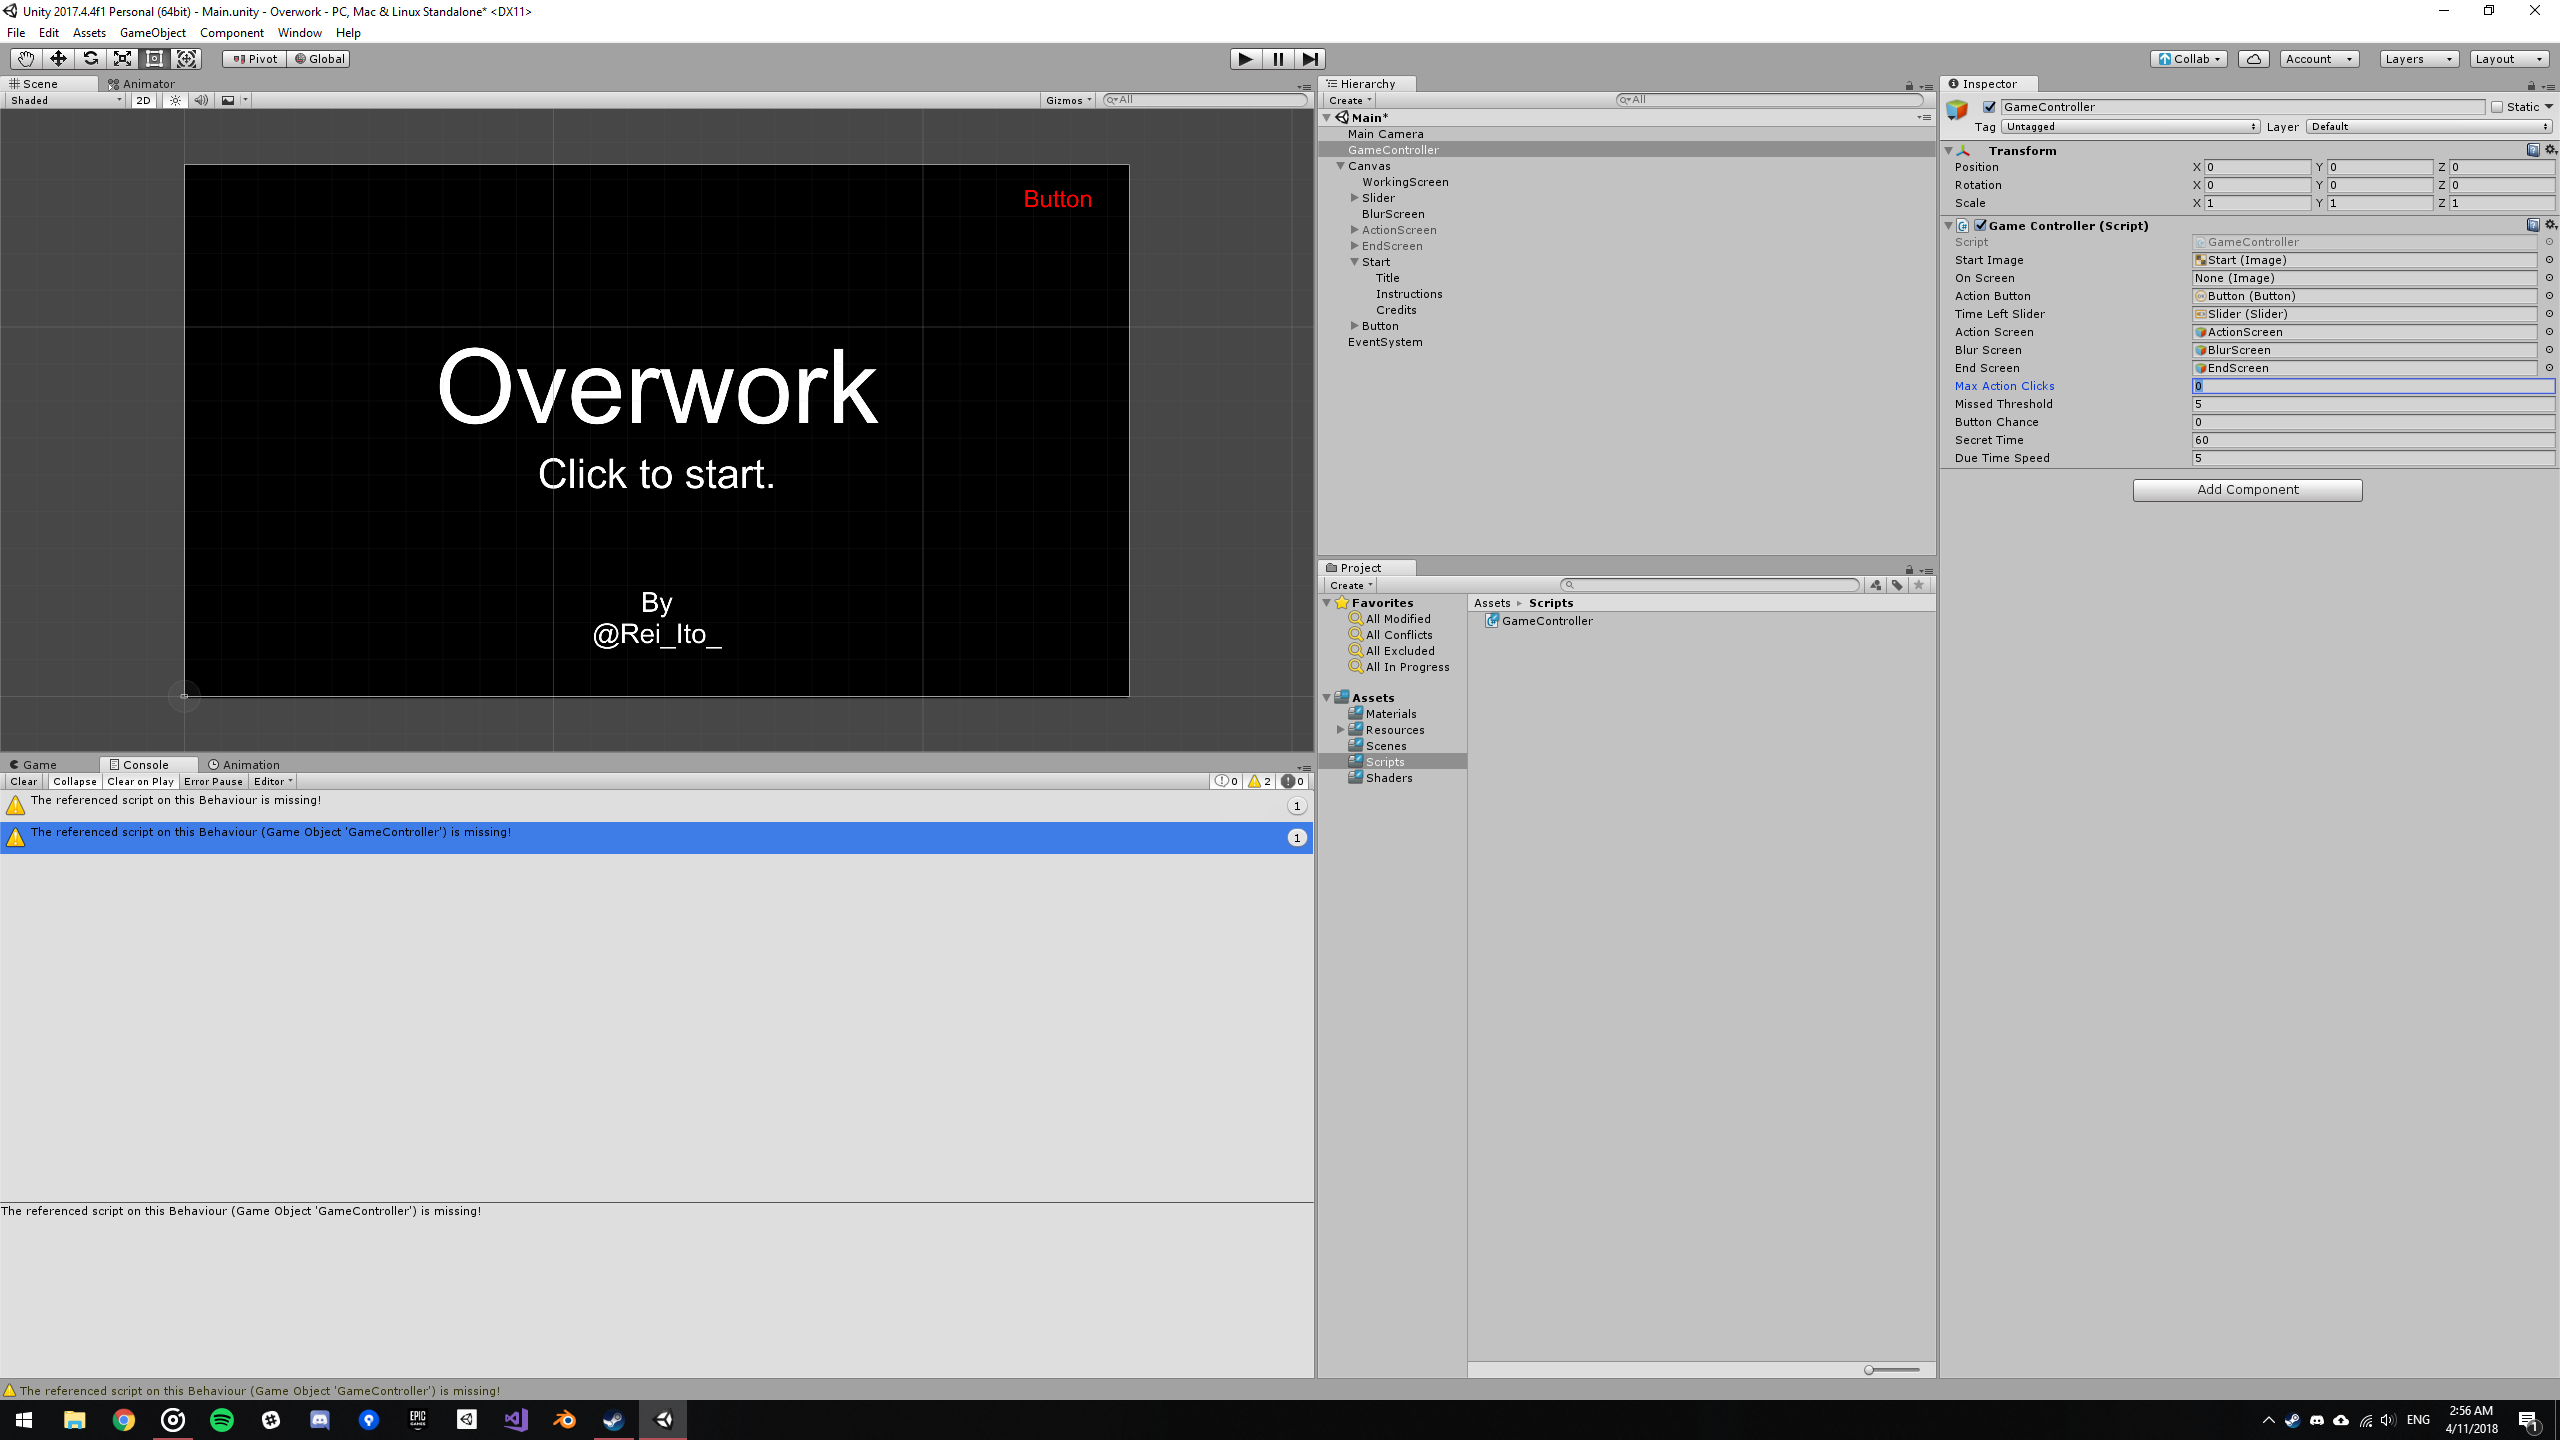 Unity 2017.4.4f1 Personal (64bit) - Main.unity - Overwork - PC, Mac & Linux Standalone* <DX11>
File Edit Assets GameObject Component Window Help
Pivot Global
Collab Account Layers Layout
Scene Animator
Shaded 2D Gizmos All
Button
Overwork
Click to start.
By
@Rei_Ito_
Game Console Animation
Clear Collapse Clear on Play Error Pause Editor 0 2 0
The referenced script on this Behaviour is missing! 1
The referenced script on this Behaviour (Game Object 'GameController') is missing! 1
The referenced script on this Behaviour (Game Object 'GameController') is missing!
The referenced script on this Behaviour (Game Object 'GameController') is missing!
Hierarchy
Create All
Main*
Main Camera
GameController
Canvas
WorkingScreen
Slider
BlurScreen
ActionScreen
EndScreen
Start
Title
Instructions
Credits
Button
EventSystem
Project
Create
Favorites
All Modified
All Conflicts
All Excluded
All In Progress
Assets
Materials
Resources
Scenes
Scripts
Shaders
Assets Scripts
GameController
Inspector
GameController Static
Tag Untagged Layer Default
Transform
Position X 0 Y 0 Z 0
Rotation X 0 Y 0 Z 0
Scale X 1 Y 1 Z 1
Game Controller (Script)
Script GameController
Start Image Start (Image)
On Screen None (Image)
Action Button Button (Button)
Time Left Slider Slider (Slider)
Action Screen ActionScreen
Blur Screen BlurScreen
End Screen EndScreen
Max Action Clicks 0
Missed Threshold 5
Button Chance 0
Secret Time 60
Due Time Speed 5
Add Component
EPIC GAMES
ENG
2:56 AM
4/11/2018
1